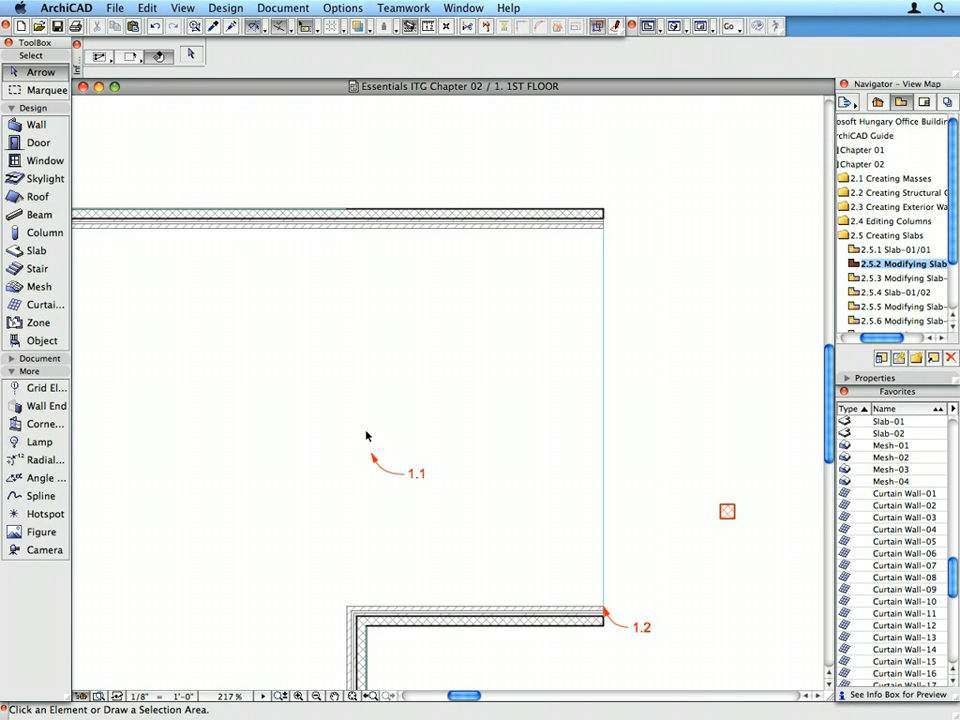 ArchiCAD File Edit View Design Document Options Teamwork Window Help
ToolBox
Select
Arrow
Marquee
Design
Wall
Door
Window
Skylight
Roof
Beam
Column
Slab
Stair
Mesh
Curtai...
Zone
Object
Document
More
Grid El...
Wall End
Corne...
Lamp
Radial...
Angle ...
Spline
Hotspot
Figure
Camera
Go...
Essentials ITG Chapter 02 / 1. 1ST FLOOR
1.1
1.2
1/8" = 1'-0" 217 %
Click an Element or Draw a Selection Area.
Navigator - View Map
osoft Hungary Office Buildin
rchiCAD Guide
Chapter 01
Chapter 02
2.1 Creating Masses
2.2 Creating Structural C
2.3 Creating Exterior Wa
2.4 Editing Columns
2.5 Creating Slabs
2.5.1 Slab-01/01
2.5.2 Modifying Slab
2.5.3 Modifying Slab-
2.5.4 Slab-01/02
2.5.5 Modifying Slab-
2.5.6 Modifying Slab-
Properties
Favorites
Type Name
Slab-01
Slab-02
Mesh-01
Mesh-02
Mesh-03
Mesh-04
Curtain Wall-01
Curtain Wall-02
Curtain Wall-03
Curtain Wall-04
Curtain Wall-05
Curtain Wall-06
Curtain Wall-07
Curtain Wall-08
Curtain Wall-09
Curtain Wall-10
Curtain Wall-11
Curtain Wall-12
Curtain Wall-13
Curtain Wall-14
Curtain Wall-15
Curtain Wall-16
Curtain Wall-17
See Info Box for Preview